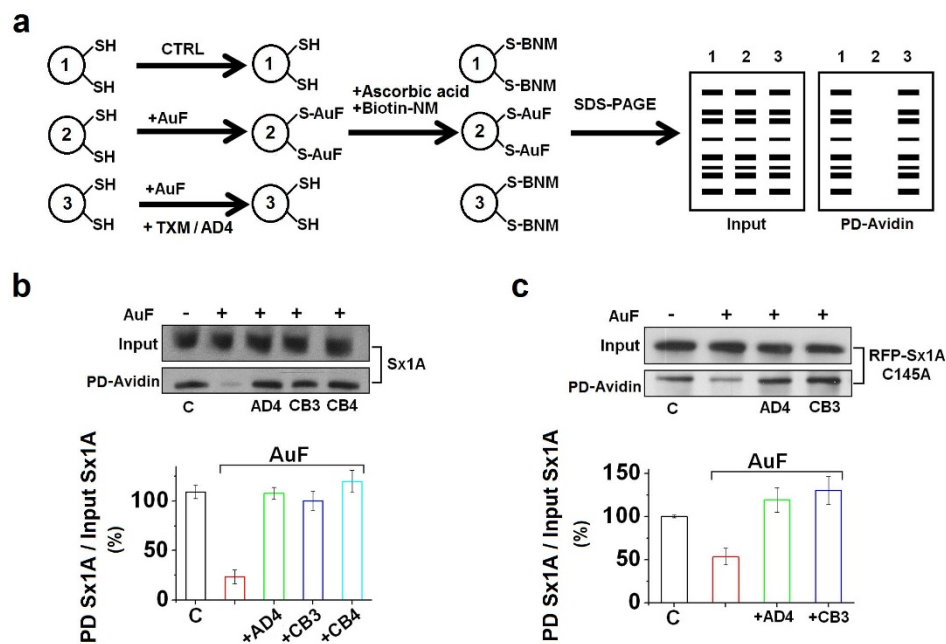 a
SH CTRL SH S-BNM 1 2 3 1 2 3
1 1 +Ascorbic acid 1
SH SH +Biotin-NM S-BNM
SH +AuF S-AuF S-AuF SDS-PAGE
2 2 2
SH S-AuF S-AuF
SH +AuF SH S-BNM
3 3 3
SH + TXM / AD4 SH S-BNM Input PD-Avidin
b
AuF - + + + +
Input
Sx1A
PD-Avidin
C AD4 CB3 CB4
AuF
PD Sx1A / Input Sx1A
(%)
100
50
0
C +AD4 +CB3 +CB4
c
AuF - + + +
Input
RFP-Sx1A
C145A
PD-Avidin
C AD4 CB3
AuF
PD Sx1A / Input Sx1A
(%)
150
100
50
0
C +AD4 +CB3